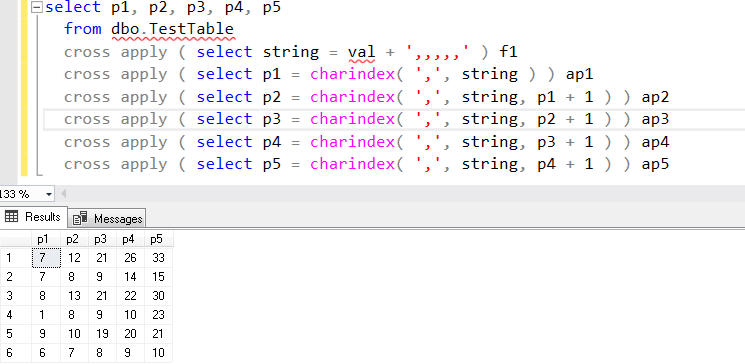 select p1, p2, p3, p4, p5
from dbo.TestTable
cross apply ( select string = val + ',,,,,' ) f1
cross apply ( select p1 = charindex( ',', string ) ) ap1
cross apply ( select p2 = charindex( ',', string, p1 + 1 ) ) ap2
cross apply ( select p3 = charindex( ',', string, p2 + 1 ) ) ap3
cross apply ( select p4 = charindex( ',', string, p3 + 1 ) ) ap4
cross apply ( select p5 = charindex( ',', string, p4 + 1 ) ) ap5
133 %
Results Messages
p1 p2 p3 p4 p5
1 7 12 21 26 33
2 7 8 9 14 15
3 8 13 21 22 30
4 1 8 9 10 23
5 9 10 19 20 21
6 6 7 8 9 10